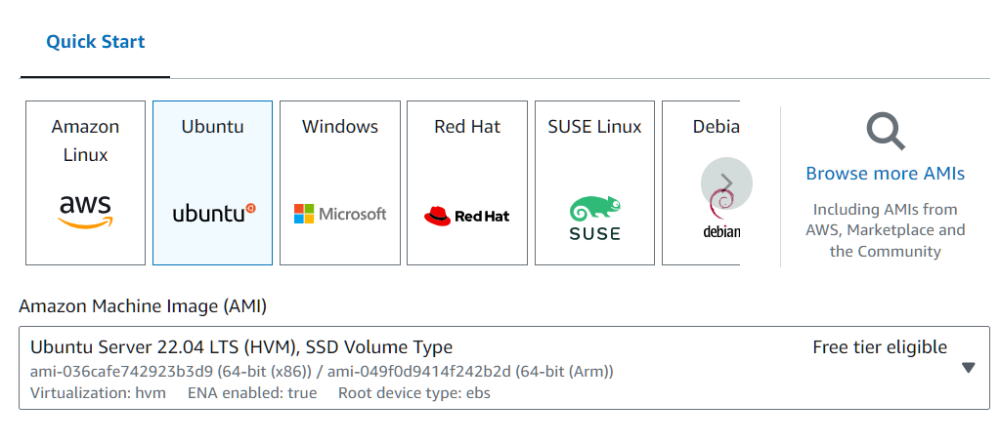 Quick Start
Amazon
Linux
aws
Ubuntu
ubuntu
Windows
Microsoft
Red Hat
Red Hat
SUSE Linux
SUSE
Debia
debian
Browse more AMIs
Including AMIs from
AWS, Marketplace and
the Community
Amazon Machine Image (AMI)
Ubuntu Server 22.04 LTS (HVM), SSD Volume Type
Free tier eligible
ami-036cafe742923b3d9 (64-bit (x86)) / ami-049f0d9414f242b2d (64-bit (Arm))
Virtualization: hvm ENA enabled: true Root device type: ebs